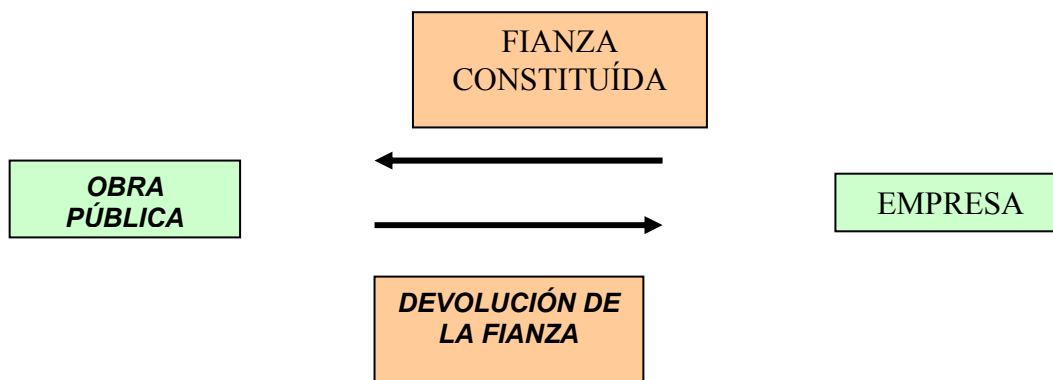 FIANZA
CONSTITUÍDA
OBRA
PÚBLICA
EMPRESA
DEVOLUCIÓN DE
LA FIANZA